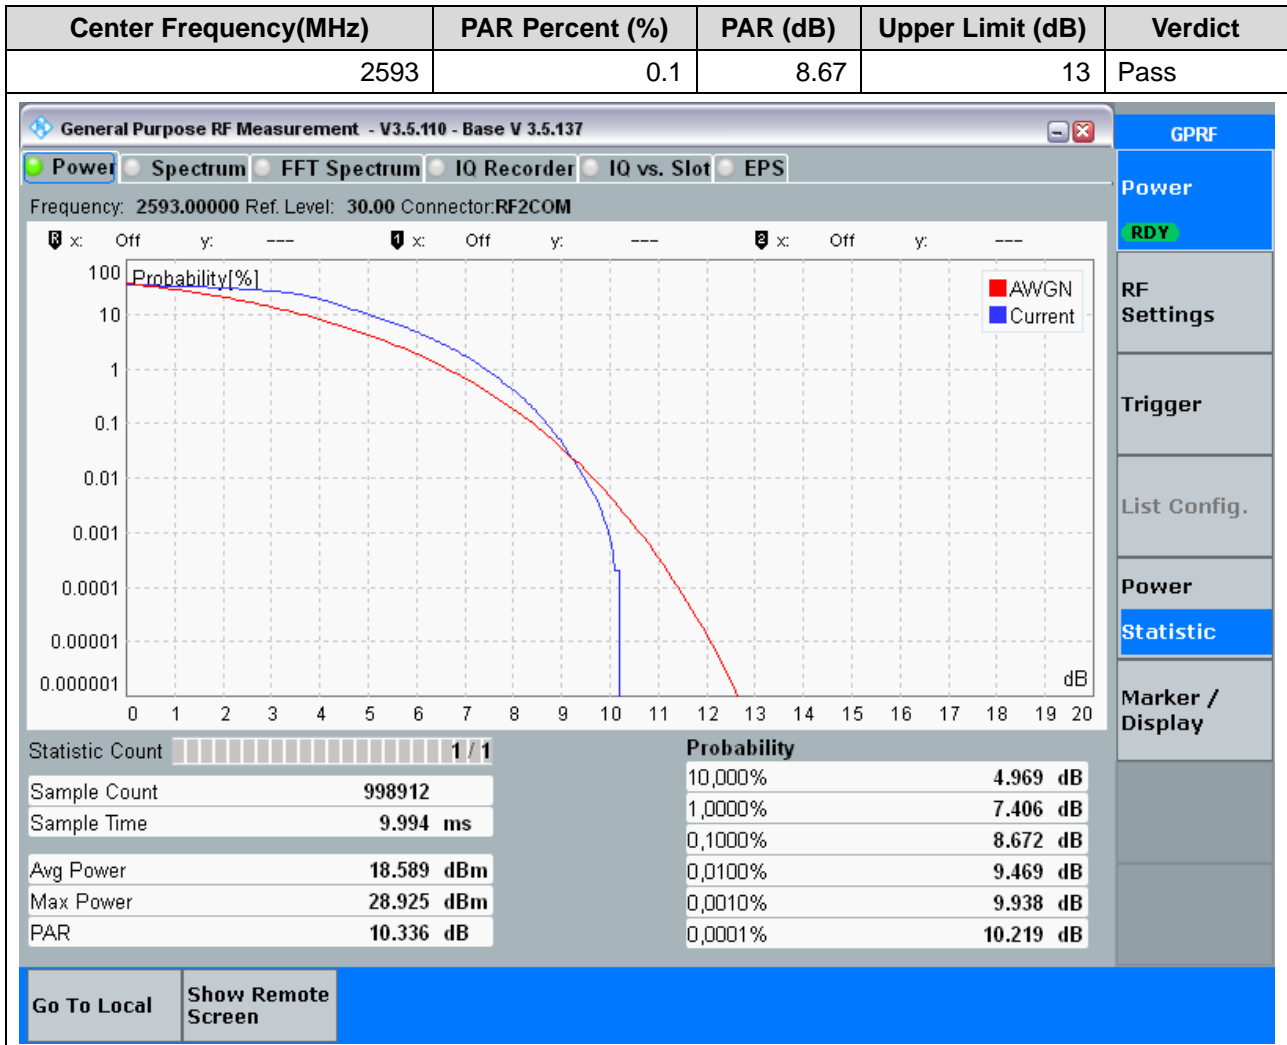 Center Frequency(MHz) PAR Percent (%) PAR (dB) Upper Limit (dB) Verdict
2593 0.1 8.67 13 Pass
General Purpose RF Measurement - V3.5.110 - Base V 3.5.137
GPRF
Power Spectrum FFT Spectrum IQ Recorder IQ vs. Slot EPS
Power
RDY
Frequency: 2593.00000 Ref. Level: 30.00 Connector:RF2COM
R x: Off y: --- 1 x: Off y: --- 2 x: Off y: ---
Probability[%]
AWGN
Current
100
10
1
0.1
0.01
0.001
0.0001
0.00001
0.000001
dB
0 1 2 3 4 5 6 7 8 9 10 11 12 13 14 15 16 17 18 19 20
RF
Settings
Trigger
List Config.
Power
Statistic
Marker /
Display
Statistic Count 1 / 1
Sample Count 998912
Sample Time 9.994 ms
Avg Power 18.589 dBm
Max Power 28.925 dBm
PAR 10.336 dB
Probability
10,000% 4.969 dB
1,0000% 7.406 dB
0,1000% 8.672 dB
0,0100% 9.469 dB
0,0010% 9.938 dB
0,0001% 10.219 dB
Go To Local
Show Remote
Screen